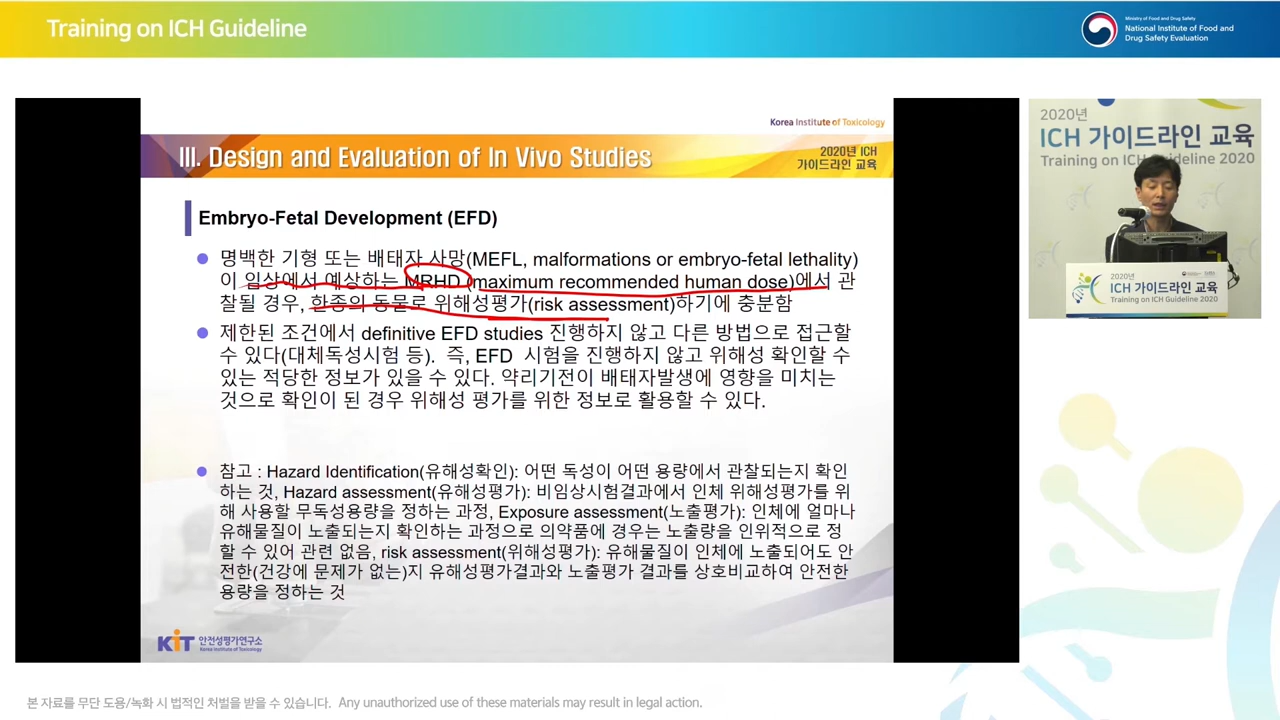 Training on ICH Guideline
Ministry of Food and Drug Safety
National Institute of Food and
Drug Safety Evaluation
Korea Institute of Toxicology
III. Design and Evaluation of In Vivo Studies
2020년 ICH
가이드라인 교육
Embryo-Fetal Development (EFD)
명백한 기형 또는 배태자 사망(MEFL, malformations or embryo-fetal lethality)
이 임상에서 예상하는 MRHD (maximum recommended human dose)에서 관
찰될 경우, 한종의 동물로 위해성평가(risk assessment)하기에 충분함
제한된 조건에서 definitive EFD studies 진행하지 않고 다른 방법으로 접근할
수 있다(대체독성시험 등). 즉, EFD 시험을 진행하지 않고 위해성 확인할 수
있는 적당한 정보가 있을 수 있다. 약리기전이 배태자발생에 영향을 미치는
것으로 확인이 된 경우 위해성 평가를 위한 정보로 활용할 수 있다.
참고 : Hazard Identification(유해성확인): 어떤 독성이 어떤 용량에서 관찰되는지 확인
하는 것, Hazard assessment(유해성평가): 비임상시험결과에서 인체 위해성평가를 위
해 사용할 무독성용량을 정하는 과정, Exposure assessment(노출평가): 인체에 얼마나
유해물질이 노출되는지 확인하는 과정으로 의약품에 경우는 노출량을 인위적으로 정
할 수 있어 관련 없음, risk assessment(위해성평가): 유해물질이 인체에 노출되어도 안
전한(건강에 문제가 없는)지 유해성평가결과와 노출평가 결과를 상호비교하여 안전한
용량을 정하는 것
KIT 안전성평가연구소
Korea Institute of Toxicology
2020년
ICH 가이드라인 교육
Training on ICH Guideline 2020
2020년
ICH 가이드라인 교육
Training on ICH Guideline 2020
본 자료를 무단 도용/녹화 시 법적인 처벌을 받을 수 있습니다. Any unauthorized use of these materials may result in legal action.